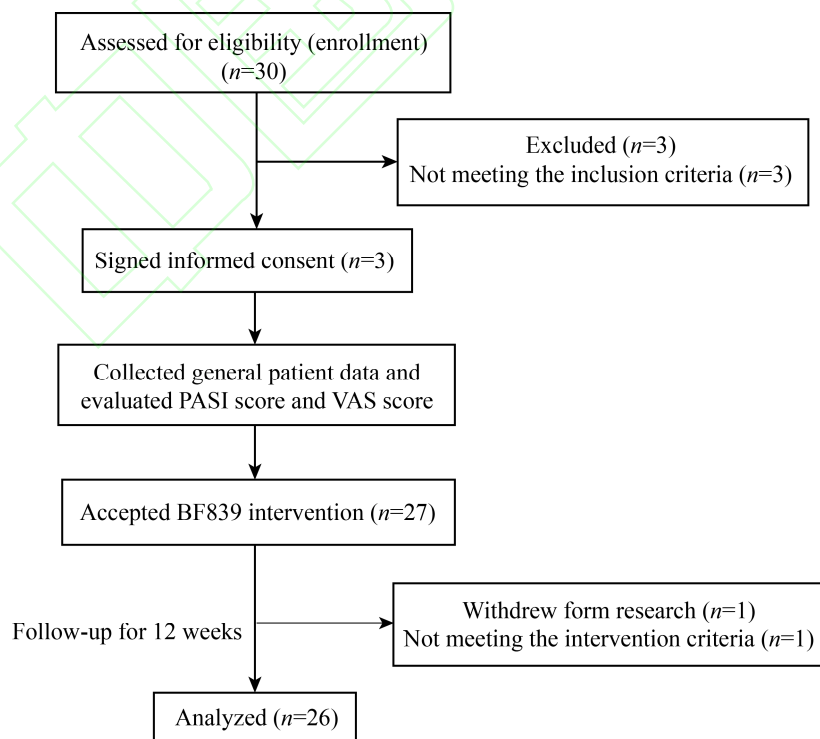 Assessed for eligibility (enrollment)
(n=30)
Excluded (n=3)
Not meeting the inclusion criteria (n=3)
Signed informed consent (n=3)
Collected general patient data and
evaluated PASI score and VAS score
Accepted BF839 intervention (n=27)
Withdrew form research (n=1)
Not meeting the intervention criteria (n=1)
Follow-up for 12 weeks
Analyzed (n=26)